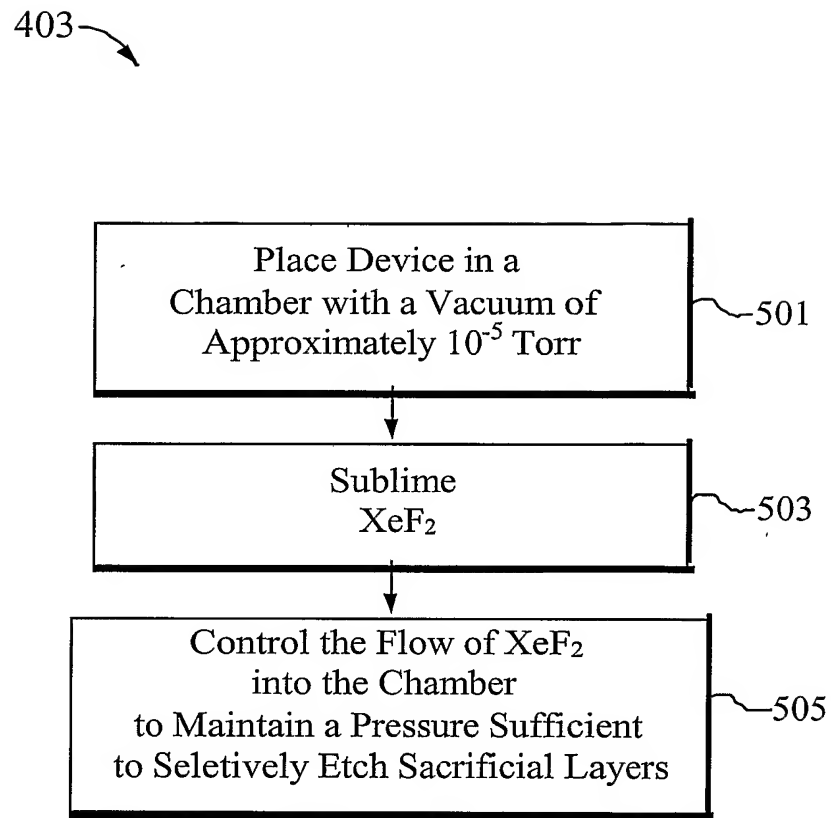 403
Place Device in a
Chamber with a Vacuum of
Approximately 10⁻⁵ Torr
501
Sublime
XeF₂
503
Control the Flow of XeF₂
into the Chamber
to Maintain a Pressure Sufficient
to Seletively Etch Sacrificial Layers
505